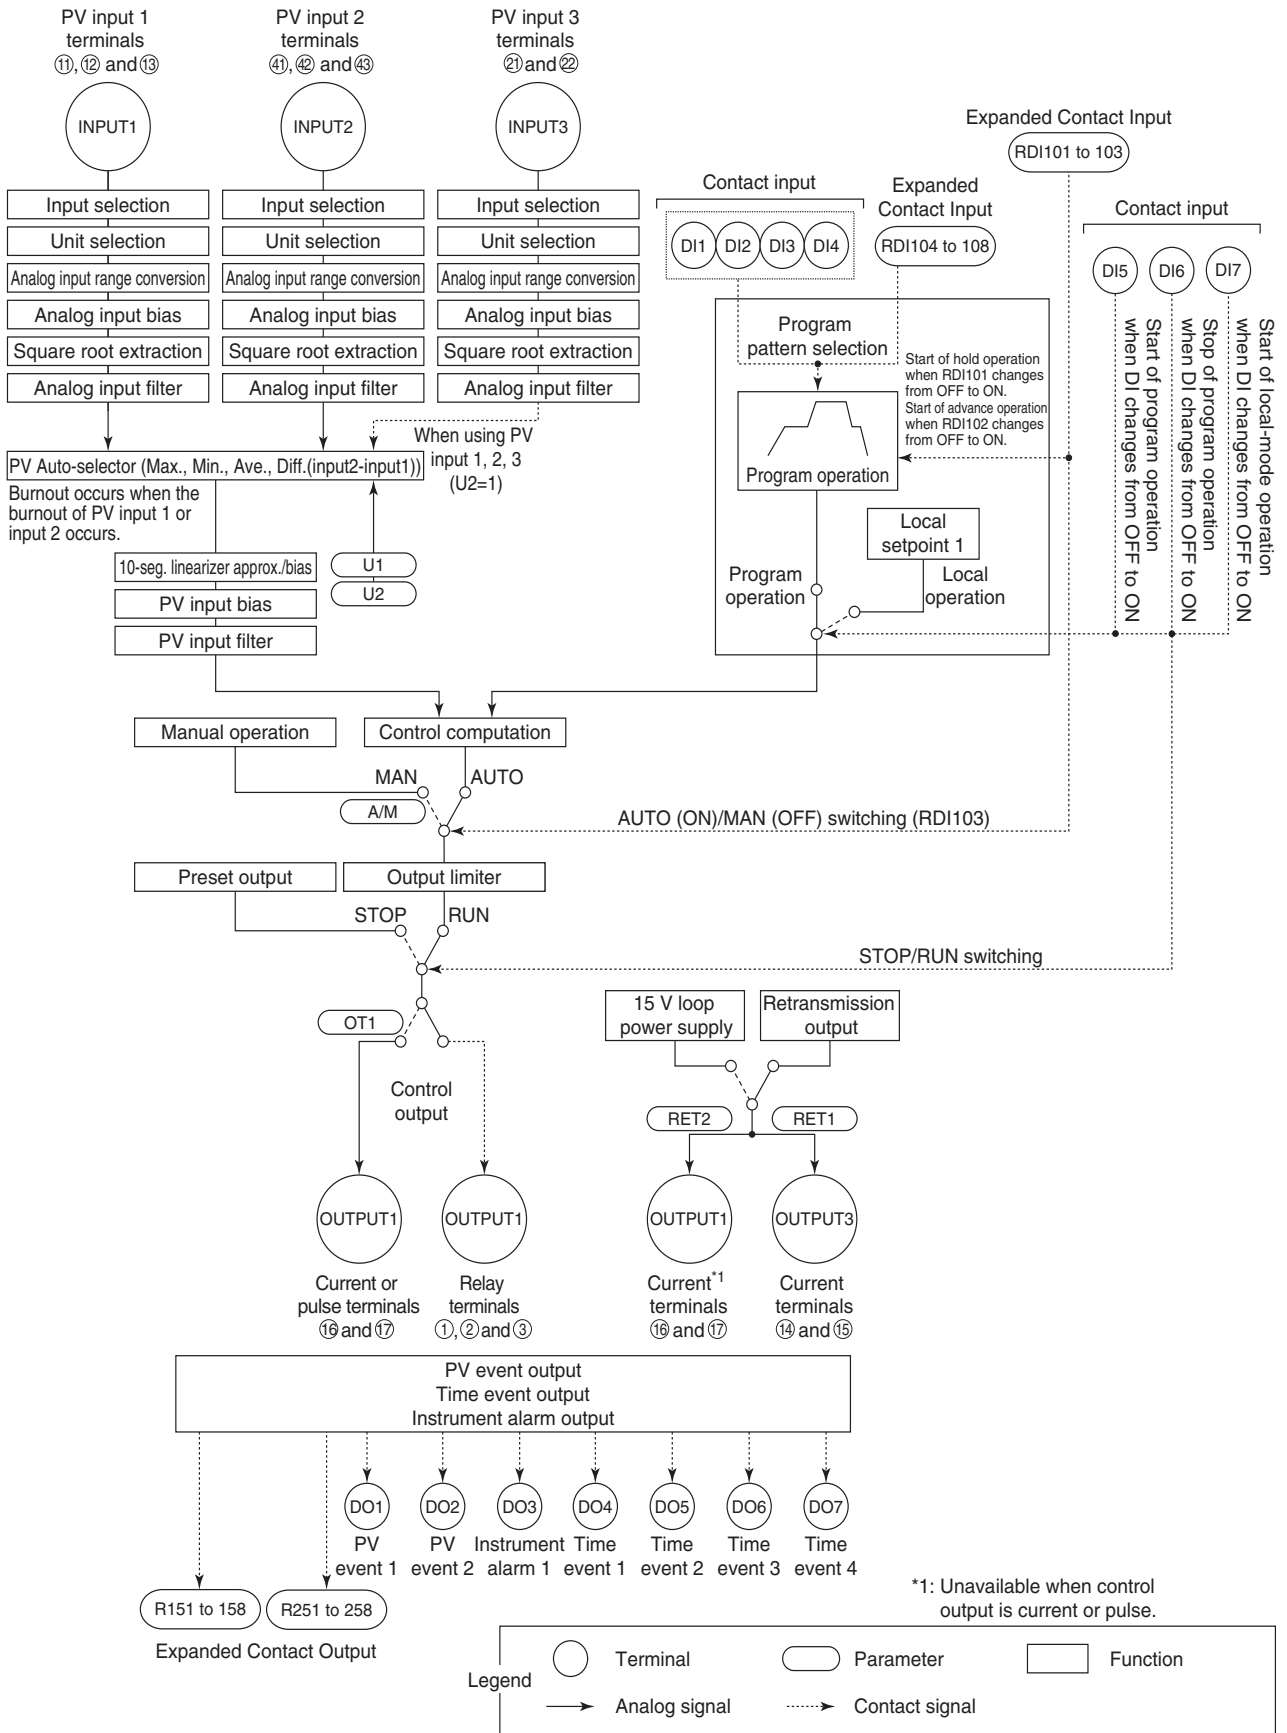 PV input 1
terminals
⑪, ⑫ and ⑬
PV input 2
terminals
㊶, ㊷ and ㊸
PV input 3
terminals
㉑ and ㉒
INPUT1
INPUT2
INPUT3
Input selection
Unit selection
Analog input range conversion
Analog input bias
Square root extraction
Analog input filter
Input selection
Unit selection
Analog input range conversion
Analog input bias
Square root extraction
Analog input filter
Input selection
Unit selection
Analog input range conversion
Analog input bias
Square root extraction
Analog input filter
When using PV
input 1, 2, 3
(U2=1)
PV Auto-selector (Max., Min., Ave., Diff.(input2-input1))
Burnout occurs when the
burnout of PV input 1 or
input 2 occurs.
10-seg. linearizer approx./bias
PV input bias
PV input filter
U1
U2
Contact input
DI1
DI2
DI3
DI4
Expanded
Contact Input
RDI104 to 108
Expanded Contact Input
RDI101 to 103
Contact input
DI5
DI6
DI7
Start of program operation
when DI changes from OFF to ON
Stop of program operation
when DI changes from OFF to ON
Start of local-mode operation
when DI changes from OFF to ON
Program
pattern selection
Start of hold operation
when RDI101 changes
from OFF to ON.
Start of advance operation
when RDI102 changes
from OFF to ON.
Program operation
Local
setpoint 1
Program
operation
Local
operation
Manual operation
Control computation
MAN
AUTO
A/M
AUTO (ON)/MAN (OFF) switching (RDI103)
Preset output
Output limiter
STOP
RUN
STOP/RUN switching
OT1
Control
output
15 V loop
power supply
Retransmission
output
RET2
RET1
OUTPUT1
OUTPUT1
OUTPUT1
OUTPUT3
Current or
pulse terminals
⑯ and ⑰
Relay
terminals
①, ② and ③
Current*1
terminals
⑯ and ⑰
Current
terminals
⑭ and ⑮
PV event output
Time event output
Instrument alarm output
DO1
DO2
DO3
DO4
DO5
DO6
DO7
PV
event 1
PV
event 2
Instrument
alarm 1
Time
event 1
Time
event 2
Time
event 3
Time
event 4
R151 to 158
R251 to 258
Expanded Contact Output
*1: Unavailable when control
output is current or pulse.
Legend
Terminal
Parameter
Function
Analog signal
Contact signal